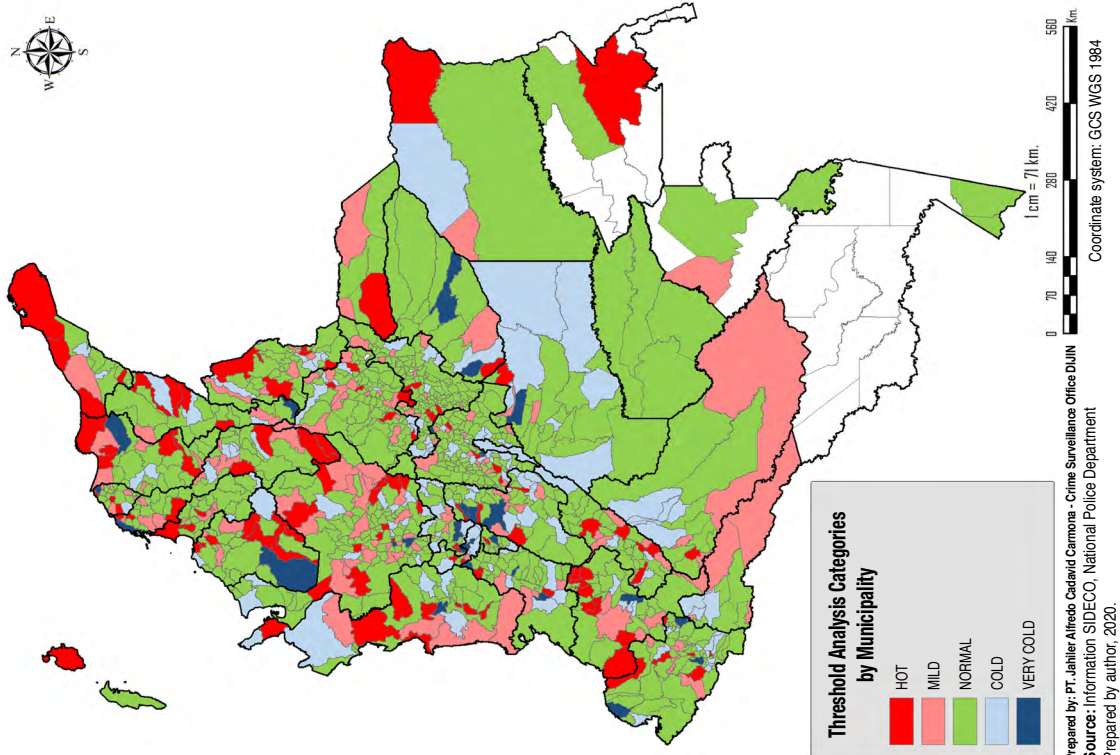 N
W
E
S
Threshold Analysis Categories
by Municipality
HOT
MILD
NORMAL
COLD
VERY COLD
1 cm = 71 km.
0 70 140 280 420 560
Km.
Coordinate system: GCS WGS 1984
Prepared by: PT. Jahiler Alfredo Cadavid Carmona - Crime Surveillance Office DIJIN
Source: Information SIDECO, National Police Department
Prepared by author, 2020.